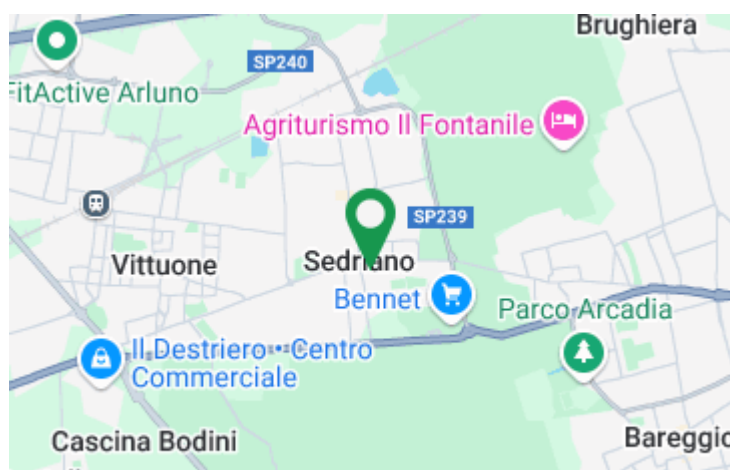 Brughiera
SP240
FitActive Arluno
Agriturismo Il Fontanile
SP239
Vittuone
Sedriano
Bennet
Parco Arcadia
Il Destriero • Centro
Commerciale
Cascina Bodini
Bareggio